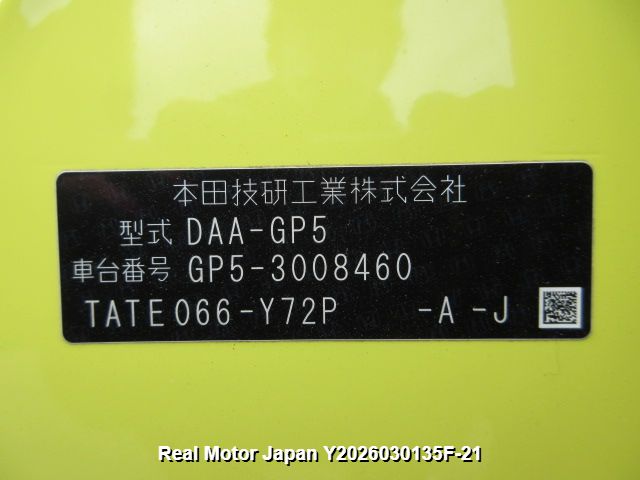 本田技研工業株式会社
型式 DAA-GP5
車台番号 GP5-3008460
TATE066-Y72P -A -J
Real Motor Japan Y2026030135F-21